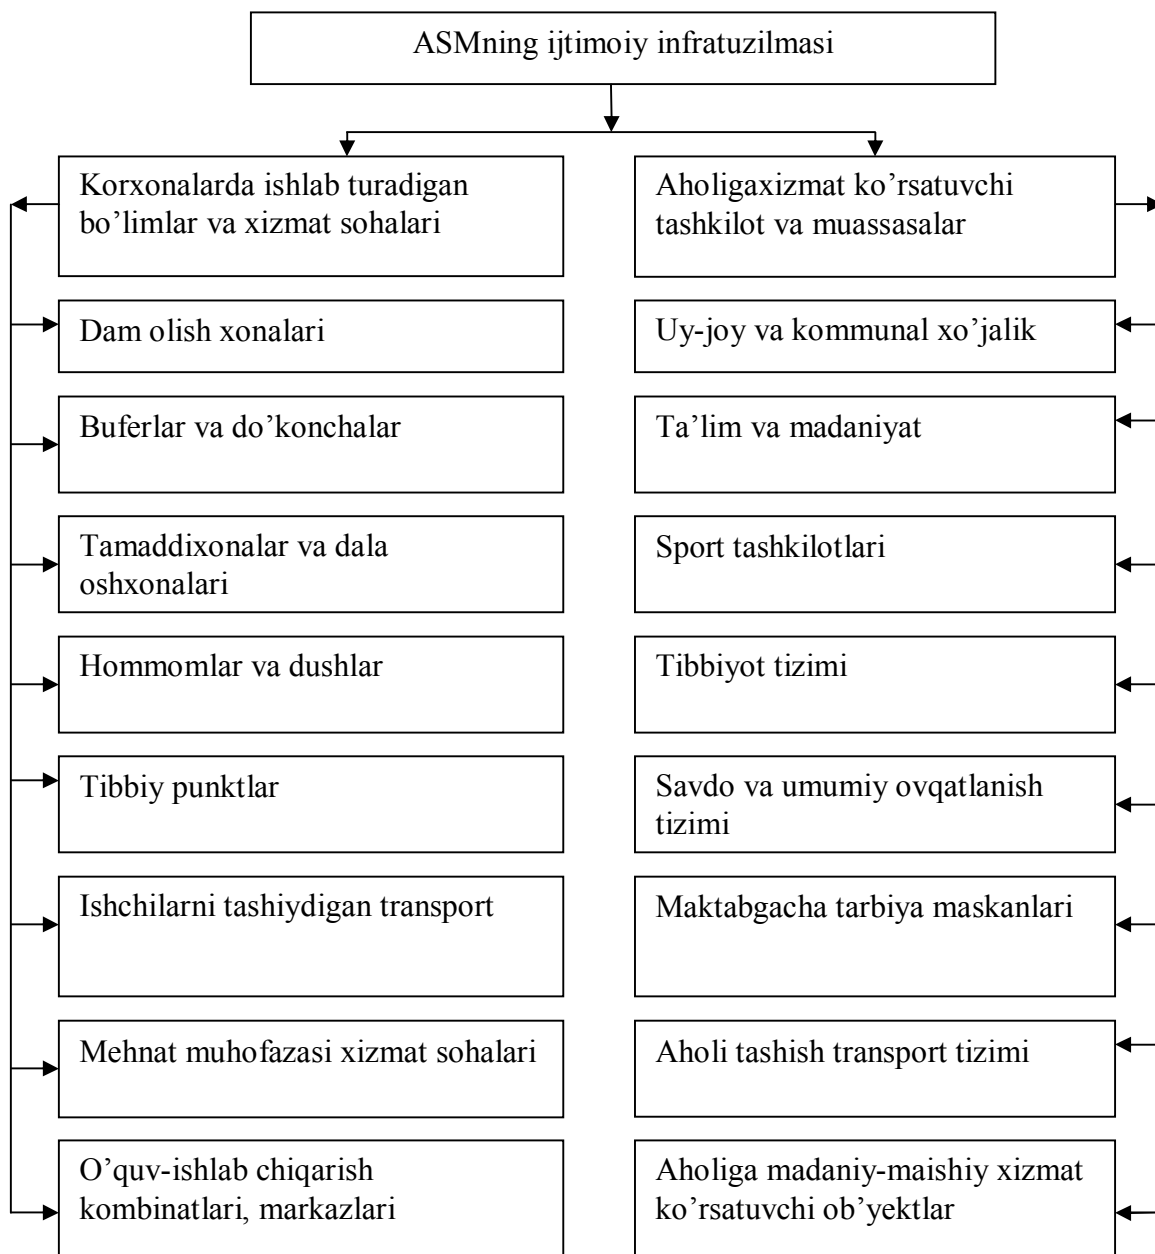 ASMning ijtimoiy infratuzilmasi
Korxonalarda ishlab turadigan
bo’limlar va xizmat sohalari
Dam olish xonalari
Buferlar va do’konchalar
Tamaddixonalar va dala
oshxonalari
Hommomlar va dushlar
Tibbiy punktlar
Ishchilarni tashiydigan transport
Mehnat muhofazasi xizmat sohalari
O’quv-ishlab chiqarish
kombinatlari, markazlari
Aholigaxizmat ko’rsatuvchi
tashkilot va muassasalar
Uy-joy va kommunal xo’jalik
Ta’lim va madaniyat
Sport tashkilotlari
Tibbiyot tizimi
Savdo va umumiy ovqatlanish
tizimi
Maktabgacha tarbiya maskanlari
Aholi tashish transport tizimi
Aholiga madaniy-maishiy xizmat
ko’rsatuvchi ob’yektlar